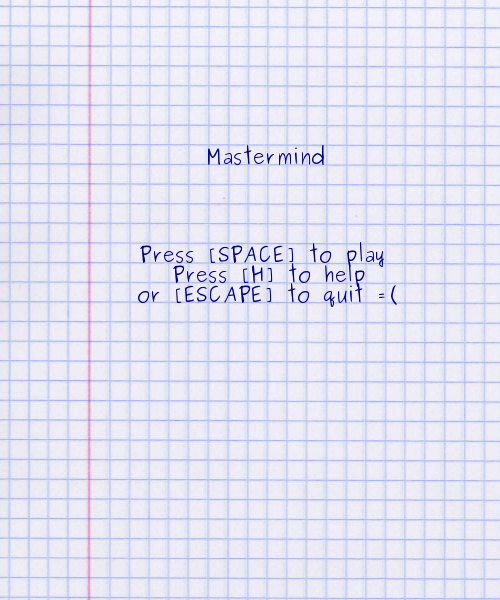 Mastermind
Press [SPACE] to play
Press [H] to help
or [ESCAPE] to quit =(